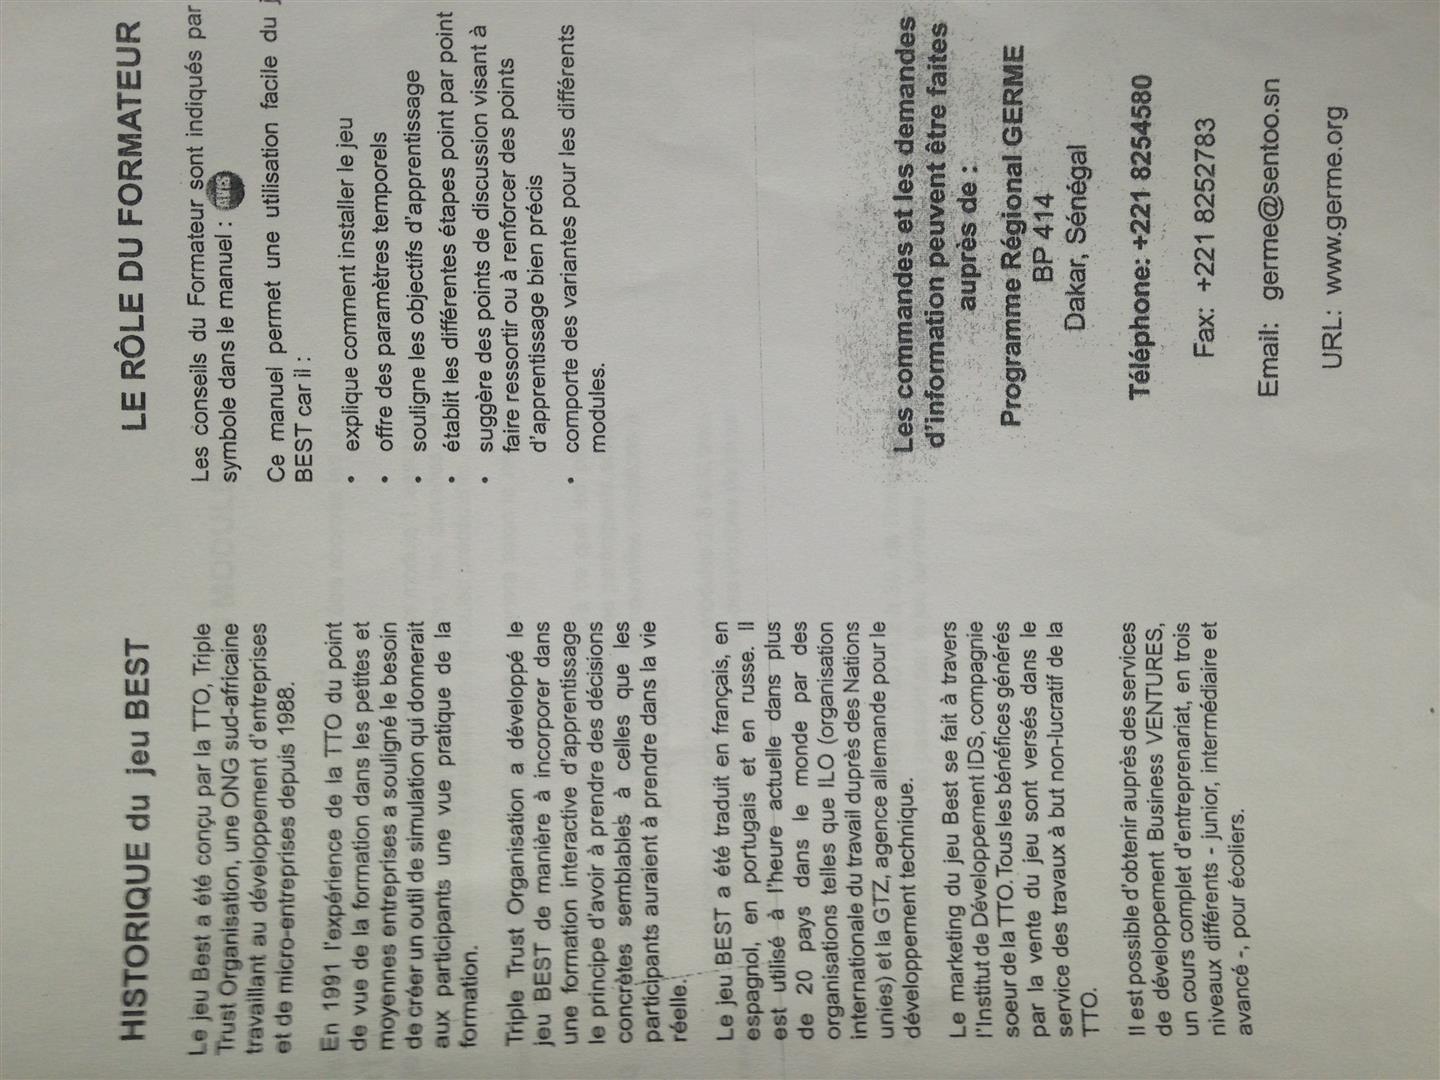 HISTORIQUE du jeu BEST
Le jeu Best a été conçu par la TTO, Triple
Trust Organisation, une ONG sud-africaine
travaillant au développement d'entreprises
et de micro-entreprises depuis 1988.
En 1991 l'expérience de la TTO du point
de vue de la formation dans les petites et
moyennes entreprises a souligné le besoin
de créer un outil de simulation qui donnerait
aux participants une vue pratique de la
formation.
Triple Trust Organisation a développé le
jeu BEST de manière à incorporer dans
une formation interactive d'apprentissage
le principe d'avoir à prendre des décisions
concrètes semblables à celles que les
participants auraient à prendre dans la vie
réelle.
Le jeu BEST a été traduit en français, en
espagnol, en portugais et en russe. Il
est utilisé à l'heure actuelle dans plus
de 20 pays dans le monde par des
organisations telles que ILO (organisation
internationale du travail duprès des Nations
unies) et la GTZ, agence allemande pour le
développement technique.
Le marketing du jeu Best se fait à travers
l'Institut de Développement IDS, compagnie
soeur de la TTO. Tous les bénéfices générés
par la vente du jeu sont versés dans le
service des travaux à but non-lucratif de la
TTO.
Il est possible d'obtenir auprès des services
de développement Business VENTURES,
un cours complet d'entreprenariat, en trois
niveaux différents - junior, intermédiaire et
avancé -, pour écoliers.
LE RÔLE DU FORMATEUR
Les conseils du Formateur sont indiqués par
symbole dans le manuel : AVIS
Ce manuel permet une utilisation facile du j
BEST car il :
• explique comment installer le jeu
• offre des paramètres temporels
• souligne les objectifs d'apprentissage
• établit les différentes étapes point par point
• suggère des points de discussion visant à
faire ressortir ou à renforcer des points
d'apprentissage bien précis
• comporte des variantes pour les différents
modules.
Les commandes et les demandes
d'information peuvent être faites
auprès de :
Programme Régional GERME
BP 414
Dakar, Sénégal
Téléphone: +221 8254580
Fax: +221 8252783
Email: germe@sentoo.sn
URL: www.germe.org